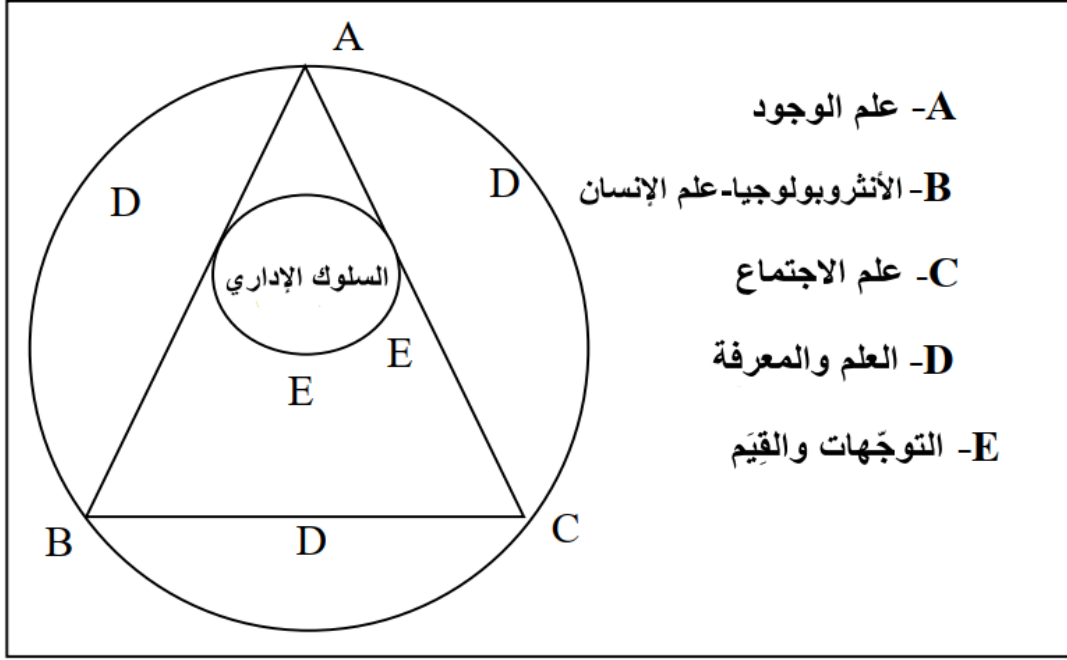 A
A- علم الوجود
D
D
B- الأنثروبولوجيا-علم الإنسان
السلوك الإداري
C- علم الاجتماع
E
D- العلم والمعرفة
E
E- التوجّهات والقِيَم
B
D
C